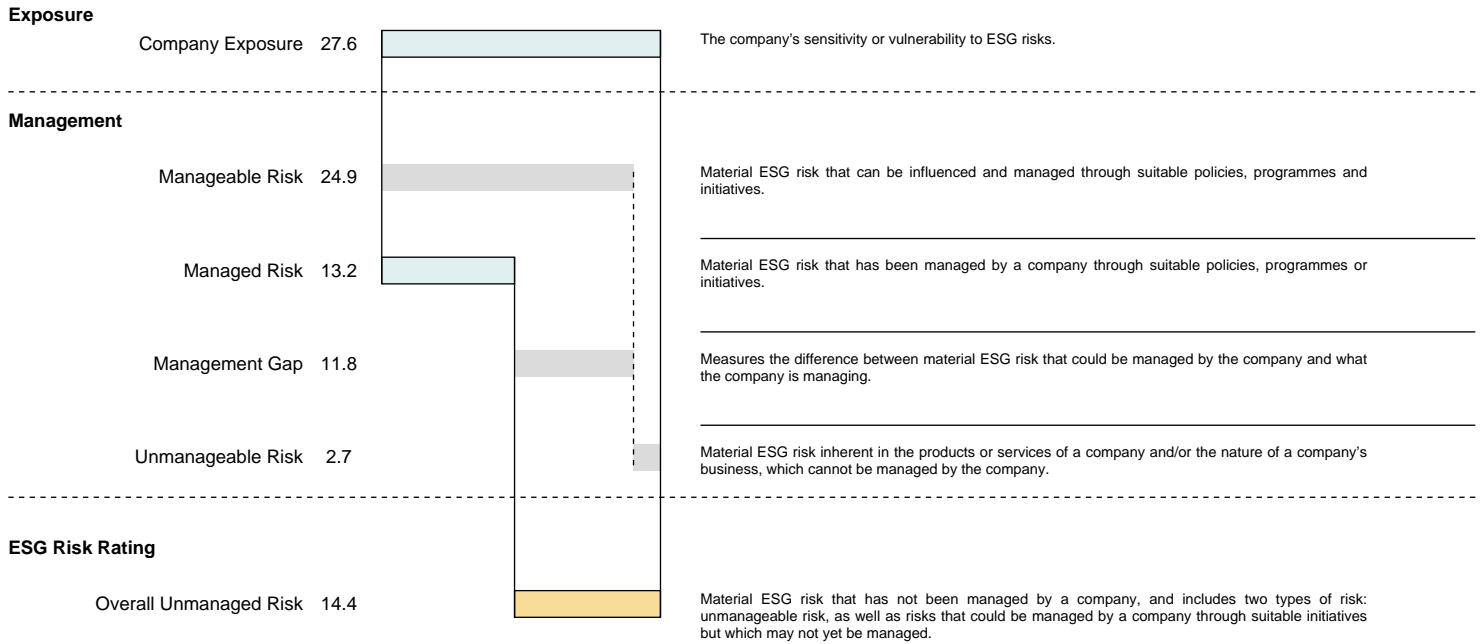 Exposure
Company Exposure 27.6
The company’s sensitivity or vulnerability to ESG risks.
Management
Manageable Risk 24.9
Material ESG risk that can be influenced and managed through suitable policies, programmes and
initiatives.
Managed Risk 13.2
Material ESG risk that has been managed by a company through suitable policies, programmes or
initiatives.
Management Gap 11.8
Measures the difference between material ESG risk that could be managed by the company and what
the company is managing.
Unmanageable Risk 2.7
Material ESG risk inherent in the products or services of a company and/or the nature of a company’s
business, which cannot be managed by the company.
ESG Risk Rating
Overall Unmanaged Risk 14.4
Material ESG risk that has not been managed by a company, and includes two types of risk:
unmanageable risk, as well as risks that could be managed by a company through suitable initiatives
but which may not yet be managed.